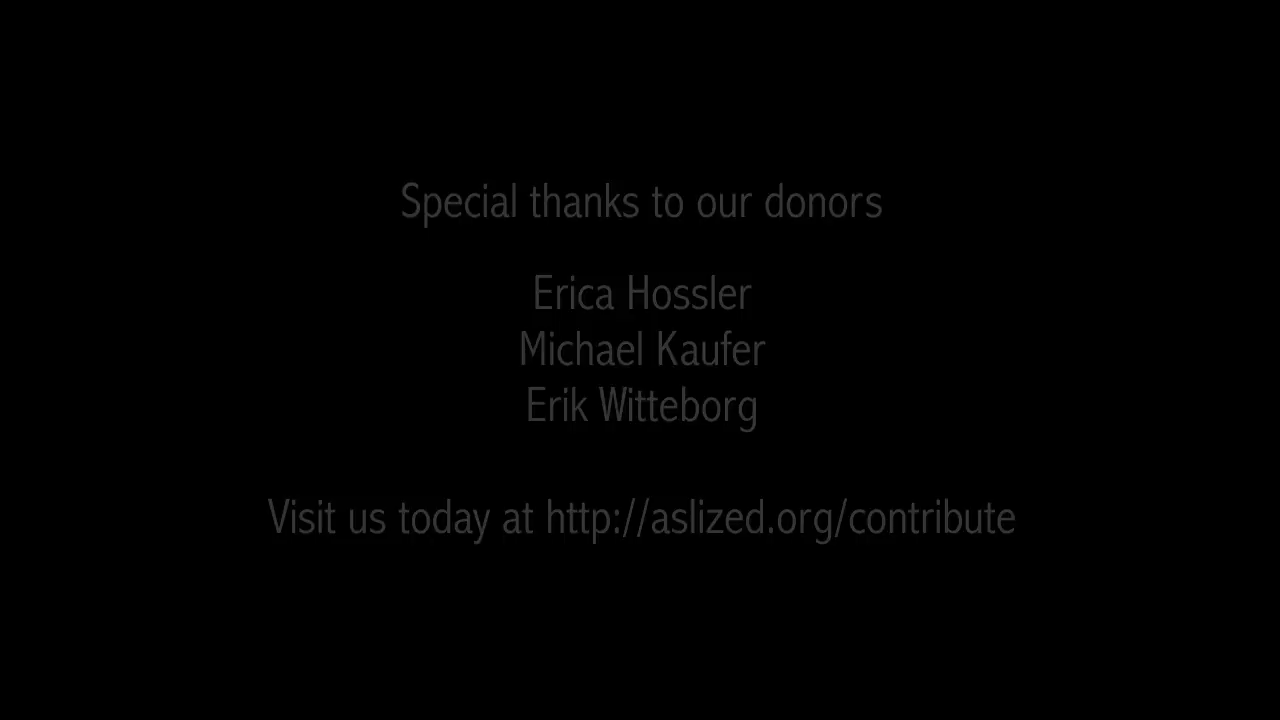 Special thanks to our donors
Erica Hossler
Michael Kaufer
Erik Witteborg
Visit us today at http://aslized.org/contribute